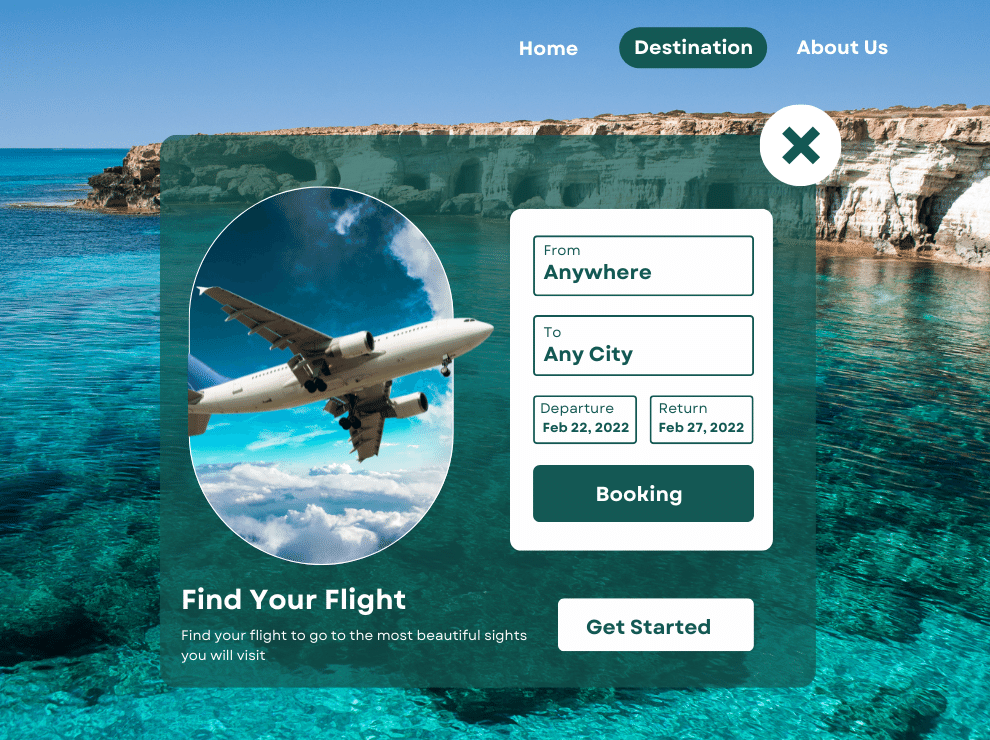 Home
Destination
About Us
From
Anywhere
To
Any City
Departure
Feb 22, 2022
Return
Feb 27, 2022
Booking
Find Your Flight
Find your flight to go to the most beautiful sights
you will visit
Get Started